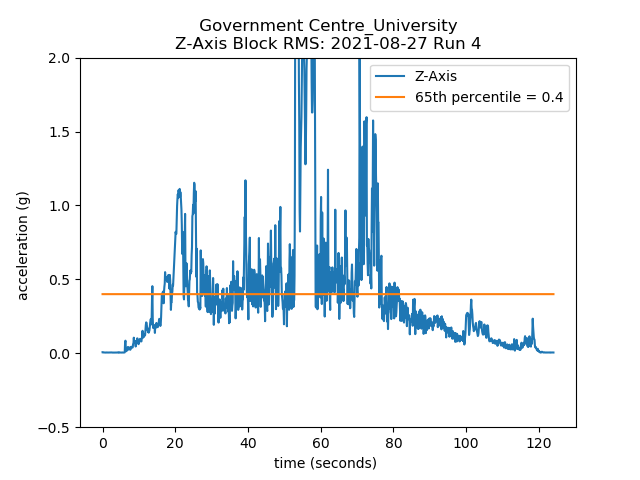 Government Centre_University
Z-Axis Block RMS: 2021-08-27 Run 4
Z-Axis
65th percentile = 0.4
2.0
1.5
1.0
0.5
0.0
−0.5
acceleration (g)
0 20 40 60 80 100 120
time (seconds)